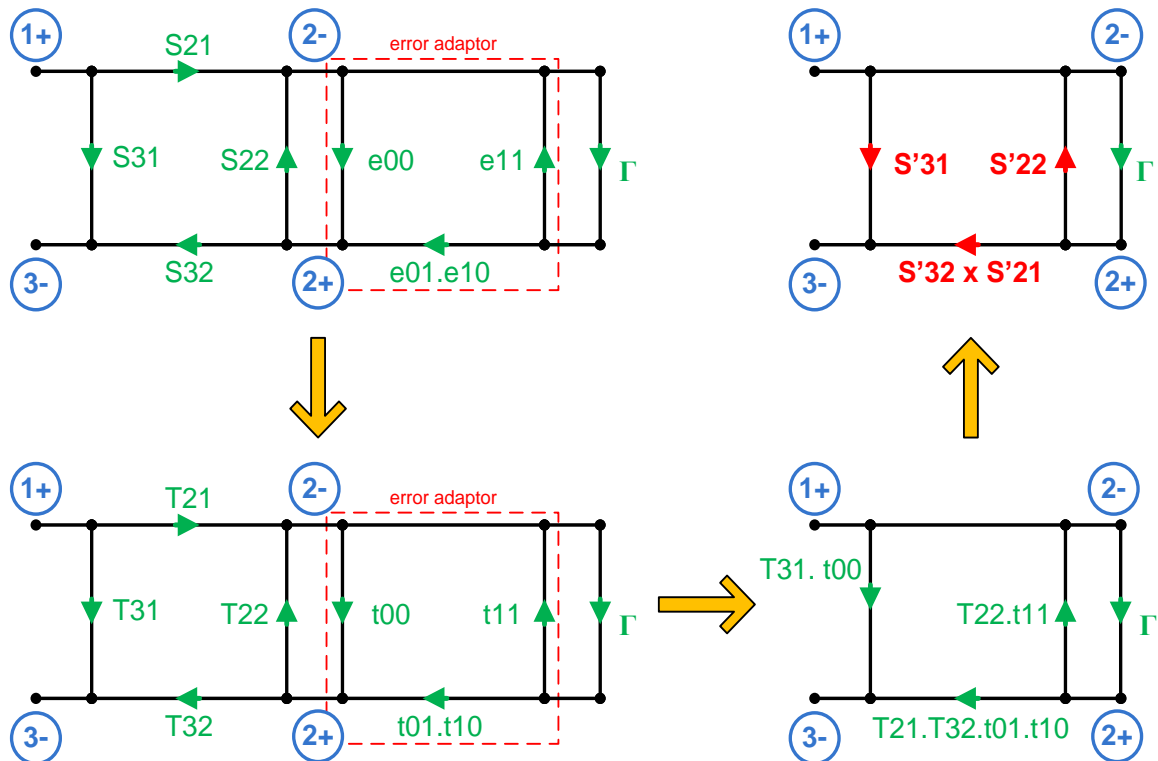 1+
S21
2-
error adaptor
S31
S22
e00
e11
Γ
3-
S32
2+
e01.e10
1+
2-
S'31
S'22
Γ
3-
S'32 x S'21
2+
1+
T21
2-
error adaptor
T31
T22
t00
t11
Γ
3-
T32
2+
t01.t10
1+
2-
T31. t00
T22.t11
Γ
3-
T21.T32.t01.t10
2+